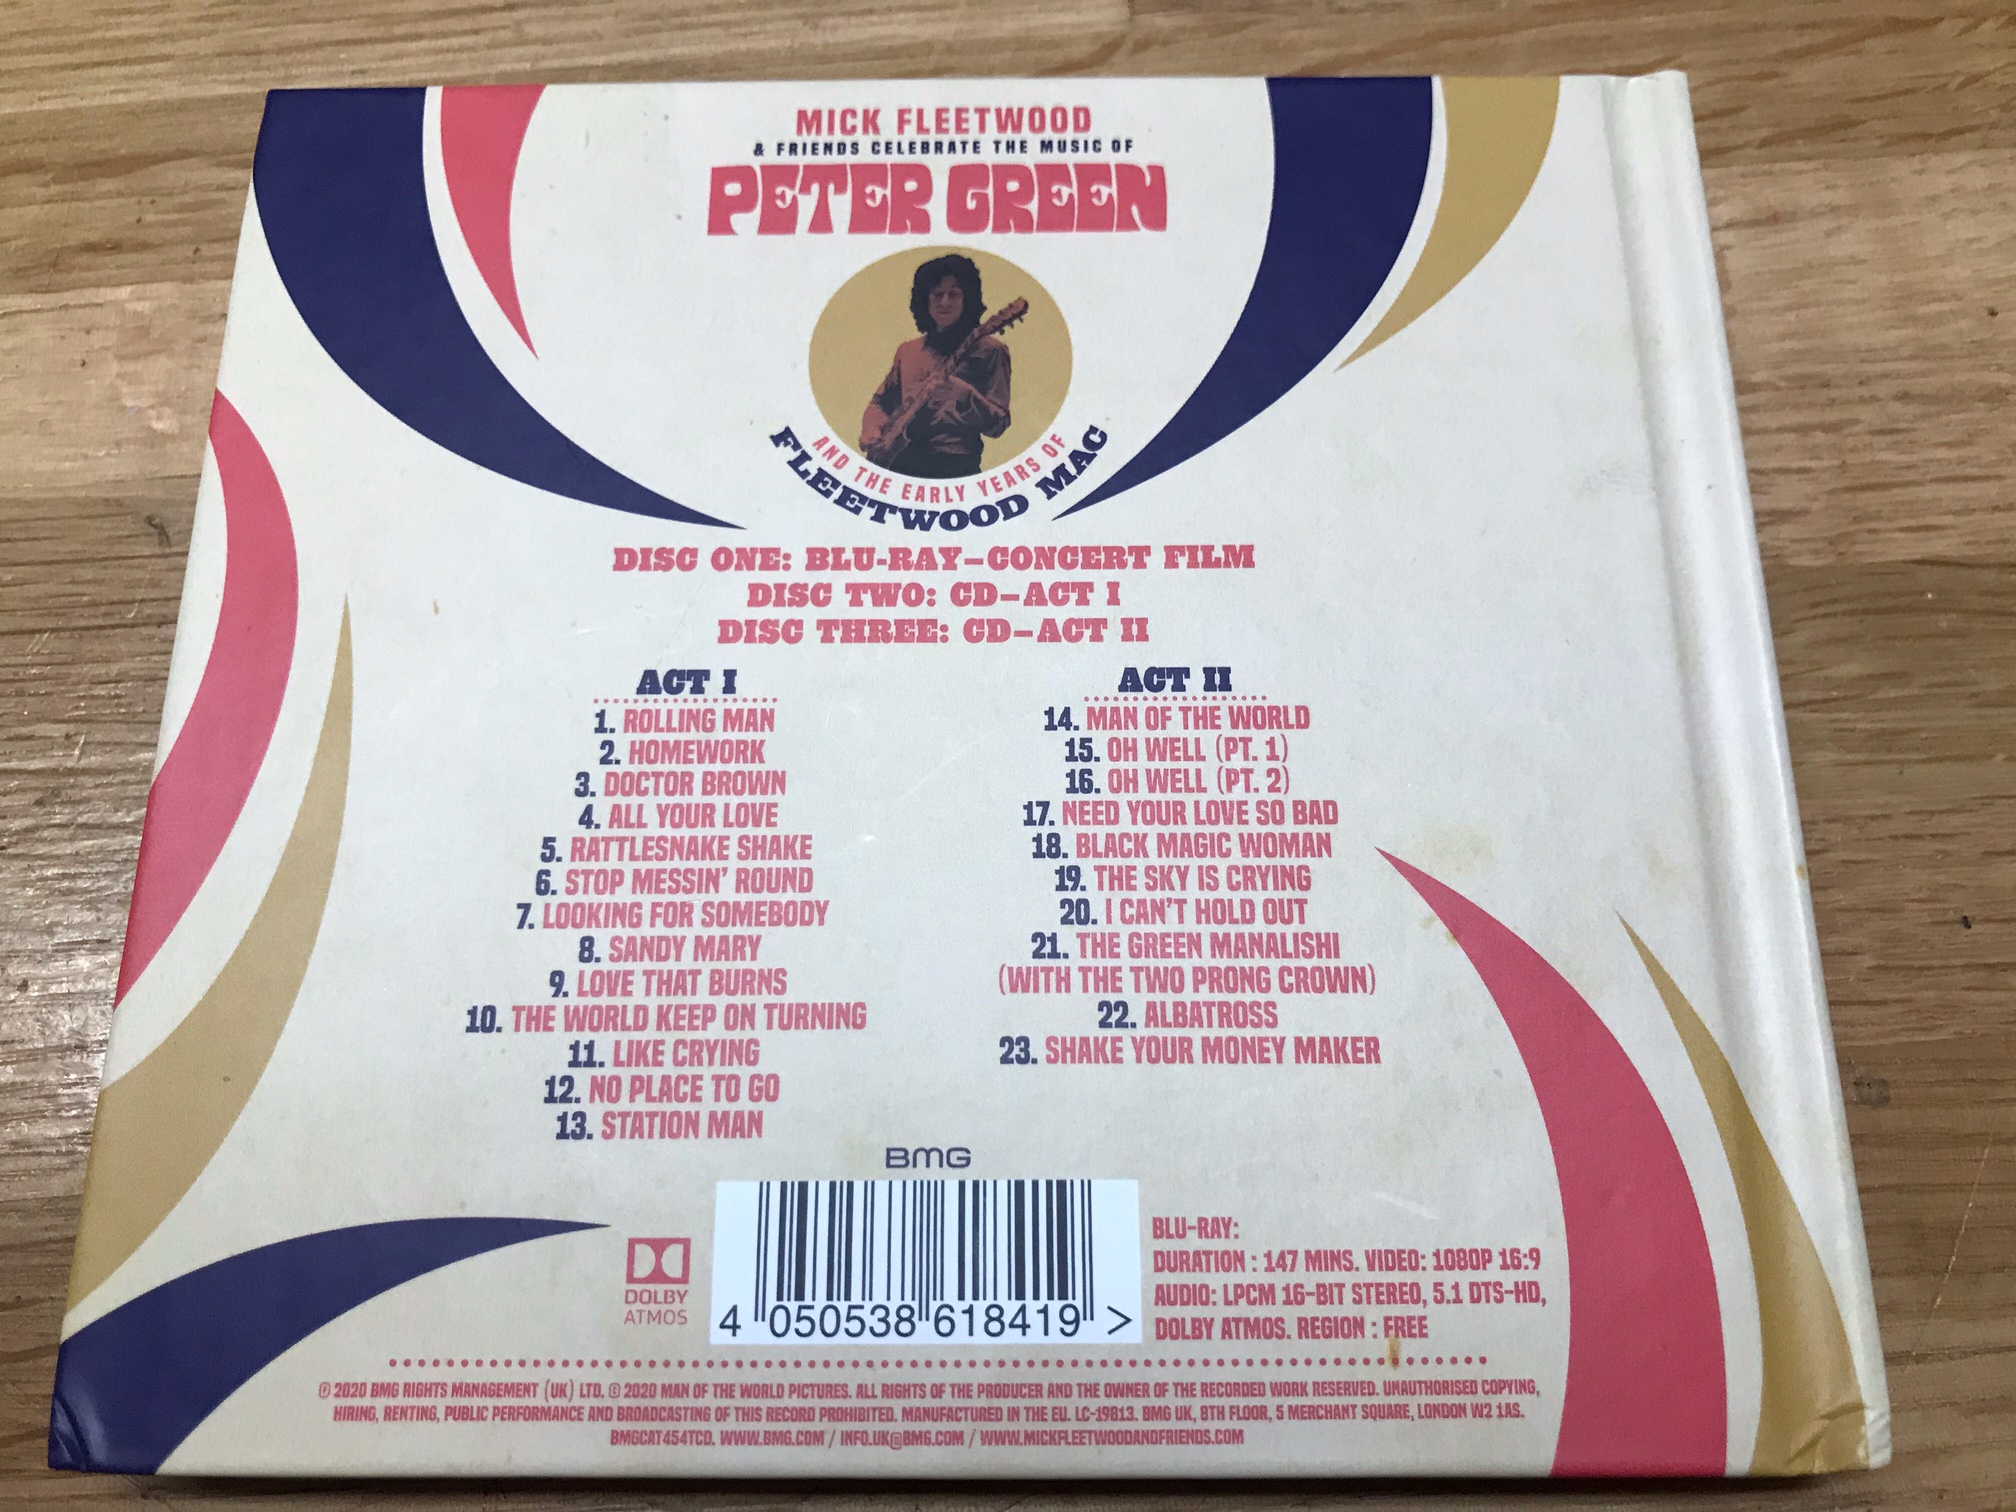 MICK FLEETWOOD
& FRIENDS CELEBRATE THE MUSIC OF
PETER GREEN
AND THE EARLY YEARS OF
FLEETWOOD MAC
DISC ONE: BLU-RAY–CONCERT FILM
DISC TWO: CD–ACT I
DISC THREE: CD–ACT II
ACT I
1. ROLLING MAN
2. HOMEWORK
3. DOCTOR BROWN
4. ALL YOUR LOVE
5. RATTLESNAKE SHAKE
6. STOP MESSIN' ROUND
7. LOOKING FOR SOMEBODY
8. SANDY MARY
9. LOVE THAT BURNS
10. THE WORLD KEEP ON TURNING
11. LIKE CRYING
12. NO PLACE TO GO
13. STATION MAN
ACT II
14. MAN OF THE WORLD
15. OH WELL (PT. 1)
16. OH WELL (PT. 2)
17. NEED YOUR LOVE SO BAD
18. BLACK MAGIC WOMAN
19. THE SKY IS CRYING
20. I CAN'T HOLD OUT
21. THE GREEN MANALISHI
(WITH THE TWO PRONG CROWN)
22. ALBATROSS
23. SHAKE YOUR MONEY MAKER
BMG
DOLBY
ATMOS
4 050538 618419 >
BLU-RAY:
DURATION : 147 MINS. VIDEO: 1080P 16:9
AUDIO: LPCM 16-BIT STEREO, 5.1 DTS-HD,
DOLBY ATMOS. REGION : FREE
℗ 2020 BMG RIGHTS MANAGEMENT (UK) LTD. © 2020 MAN OF THE WORLD PICTURES. ALL RIGHTS OF THE PRODUCER AND THE OWNER OF THE RECORDED WORK RESERVED. UNAUTHORISED COPYING,
HIRING, RENTING, PUBLIC PERFORMANCE AND BROADCASTING OF THIS RECORD PROHIBITED. MANUFACTURED IN THE EU. LC-19813. BMG UK, 8TH FLOOR, 5 MERCHANT SQUARE, LONDON W2 1AS.
BMGCAT454TCD. WWW.BMG.COM / INFO.UK@BMG.COM / WWW.MICKFLEETWOODANDFRIENDS.COM